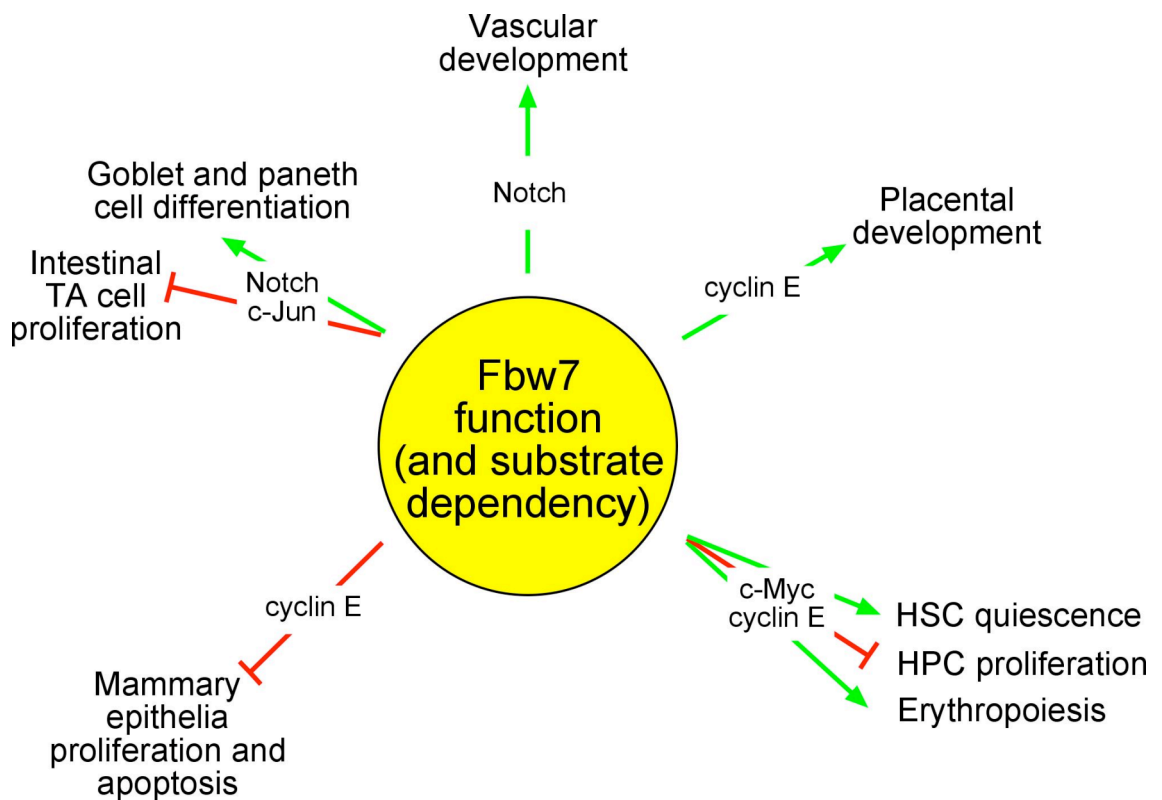 Vascular
development
Notch
Goblet and paneth
cell differentiation
Intestinal
TA cell
proliferation
Notch
c-Jun
Placental
development
cyclin E
Fbw7
function
(and substrate
dependency)
cyclin E
Mammary
epithelia
proliferation and
apoptosis
c-Myc
cyclin E
HSC quiescence
HPC proliferation
Erythropoiesis